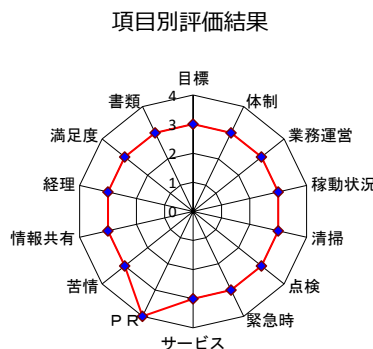 項目別評価結果
目標
体制
業務運営
稼動状況
清掃
点検
緊急時
サービス
ＰＲ
苦情
情報共有
経理
満足度
書類
4
3
2
1
0